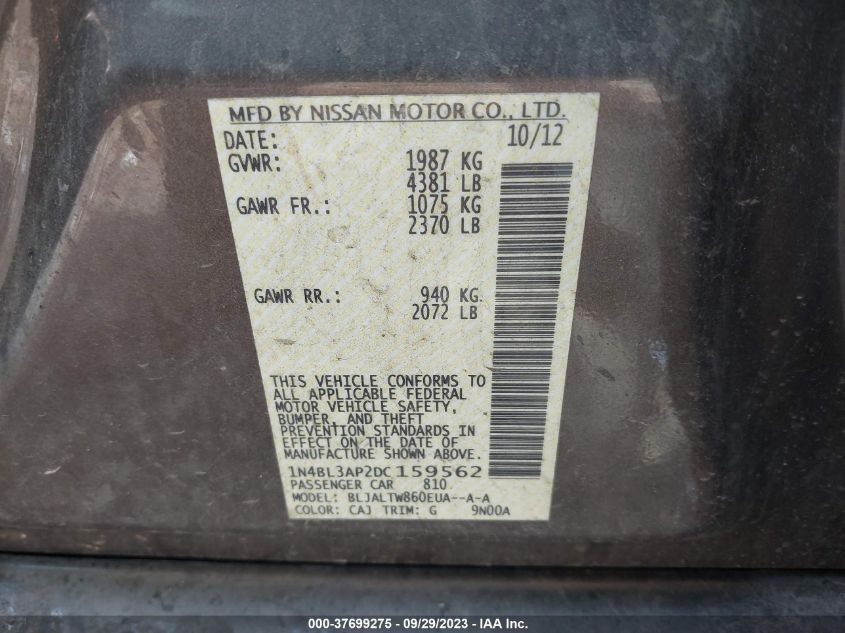 MFD BY NISSAN MOTOR CO., LTD.
DATE: 10/12
GVWR: 1987 KG
4381 LB
GAWR FR.: 1075 KG
2370 LB
GAWR RR.: 940 KG.
2072 LB
THIS VEHICLE CONFORMS TO
ALL APPLICABLE FEDERAL
MOTOR VEHICLE SAFETY,
BUMPER, AND THEFT
PREVENTION STANDARDS IN
EFFECT ON THE DATE OF
MANUFACTURE SHOWN ABOVE.
1N4BL3AP2DC159562
PASSENGER CAR 810
MODEL: BLJALTW860EUA--A-A
COLOR: CAJ TRIM: G 9N00A
000-37699275 - 09/29/2023 - IAA Inc.